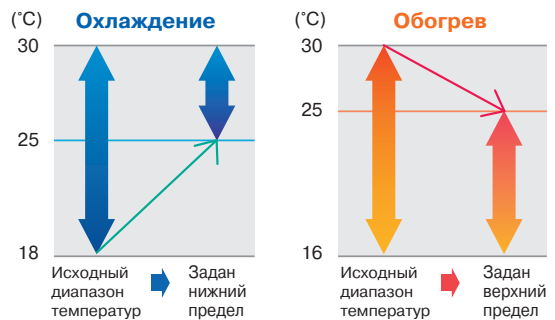 (°C) Охлаждение
30
25
18
Исходный
диапазон
температур
Задан
нижний
предел
(°C) Обогрев
30
25
16
Исходный
диапазон
температур
Задан
верхний
предел